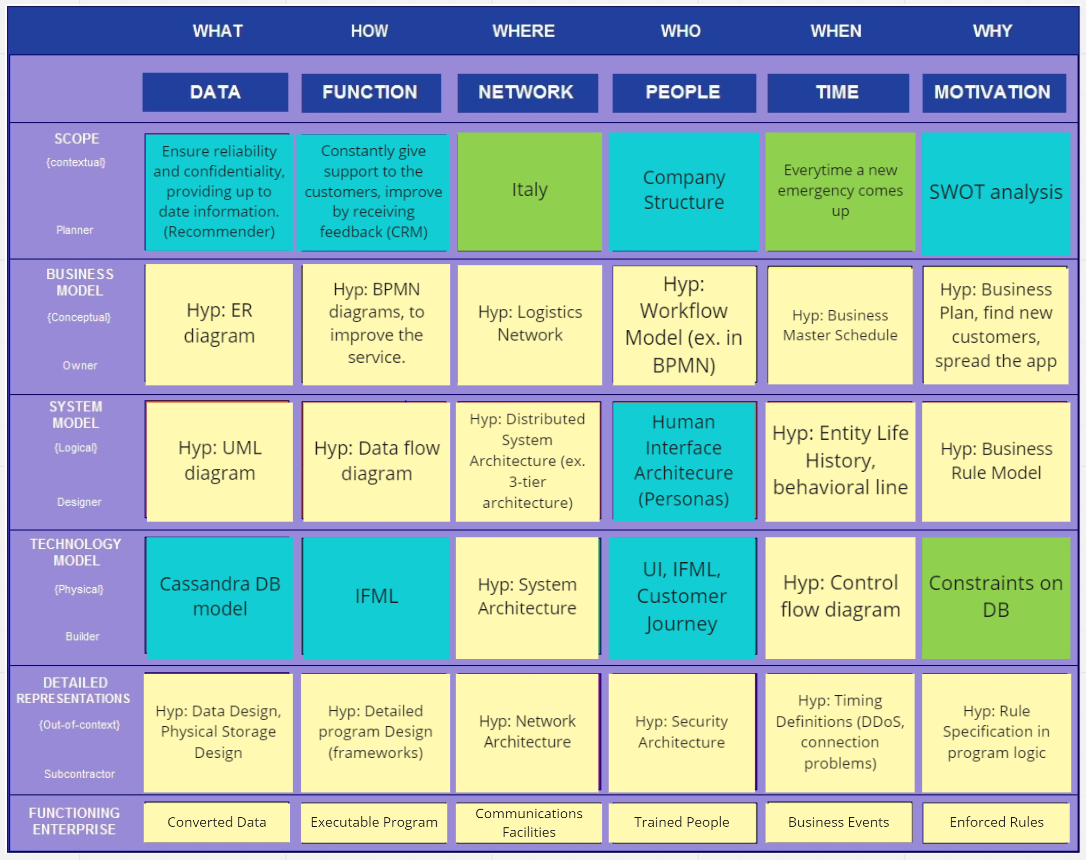 WHAT
HOW
WHERE
WHO
WHEN
WHY
DATA
FUNCTION
NETWORK
PEOPLE
TIME
MOTIVATION
SCOPE
{contextual}
Planner
Ensure reliability
and confidentiality,
providing up to
date information.
(Recommender)
Constantly give
support to the
customers, improve
by receiving
feedback (CRM)
Italy
Company
Structure
Everytime a new
emergency comes
up
SWOT analysis
BUSINESS
MODEL
{Conceptual}
Owner
Hyp: ER
diagram
Hyp: BPMN
diagrams, to
improve the
service.
Hyp: Logistics
Network
Hyp:
Workflow
Model (ex. in
BPMN)
Hyp: Business
Master Schedule
Hyp: Business
Plan, find new
customers,
spread the app
SYSTEM
MODEL
{Logical}
Designer
Hyp: UML
diagram
Hyp: Data flow
diagram
Hyp: Distributed
System
Architecture (ex.
3-tier
architecture)
Human
Interface
Architecure
(Personas)
Hyp: Entity Life
History,
behavioral line
Hyp: Business
Rule Model
TECHNOLOGY
MODEL
{Physical}
Builder
Cassandra DB
model
IFML
Hyp: System
Architecture
UI, IFML,
Customer
Journey
Hyp: Control
flow diagram
Constraints on
DB
DETAILED
REPRESENTATIONS
{Out-of-context}
Subcontractor
Hyp: Data Design,
Physical Storage
Design
Hyp: Detailed
program Design
(frameworks)
Hyp: Network
Architecture
Hyp: Security
Architecture
Hyp: Timing
Definitions (DDoS,
connection
problems)
Hyp: Rule
Specification in
program logic
FUNCTIONING
ENTERPRISE
Converted Data
Executable Program
Communications
Facilities
Trained People
Business Events
Enforced Rules